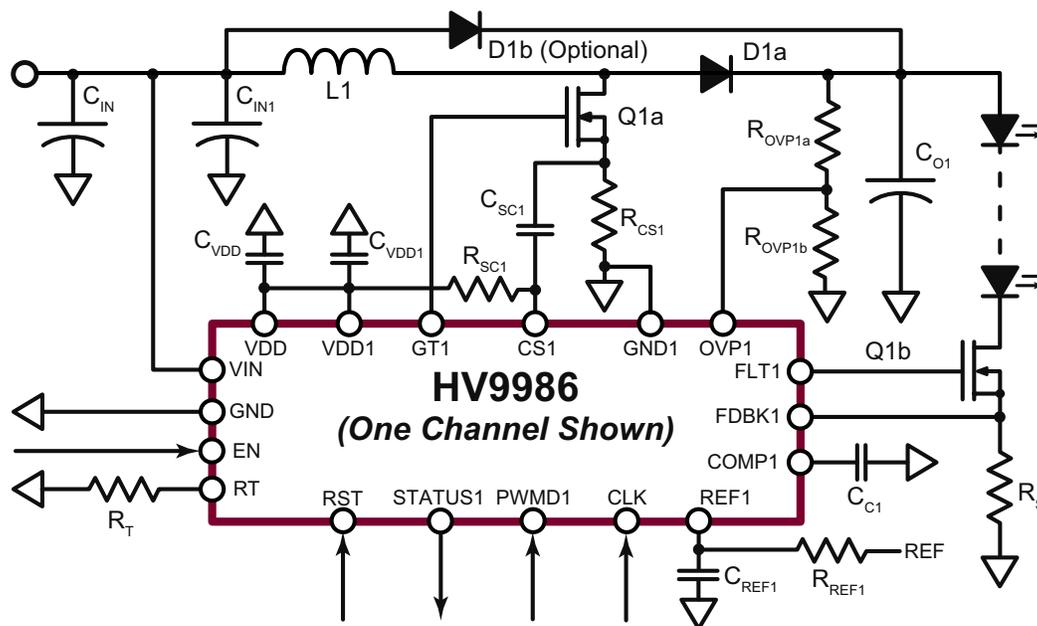 D1b (Optional)
D1a
L1
C_IN
C_IN1
Q1a
R_OVP1a
C_O1
C_SC1
R_CS1
C_VDD
C_VDD1
R_SC1
R_OVP1b
VDD
VDD1
GT1
CS1
GND1
OVP1
Q1b
VIN
HV9986
FLT1
GND
(One Channel Shown)
FDBK1
EN
COMP1
RT
C_C1
R_T
RST
STATUS1
PWMD1
CLK
REF1
REF
C_REF1
R_REF1